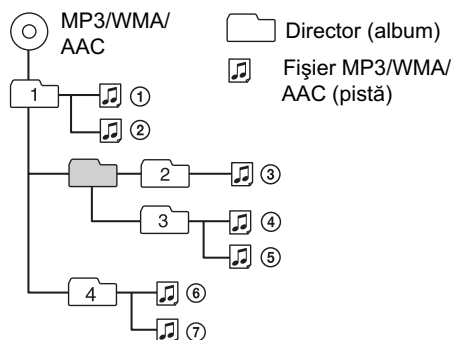 MP3/WMA/
AAC
Director (album)
Fişier MP3/WMA/
AAC (pistă)
1
①
②
2
③
3
④
⑤
4
⑥
⑦